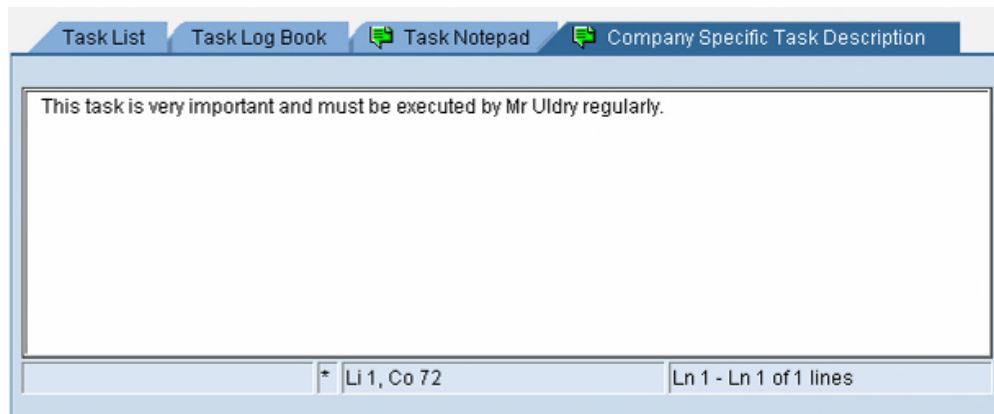 Task List Task Log Book Task Notepad Company Specific Task Description
This task is very important and must be executed by Mr Uldry regularly.
* Li 1, Co 72 Ln 1 - Ln 1 of 1 lines